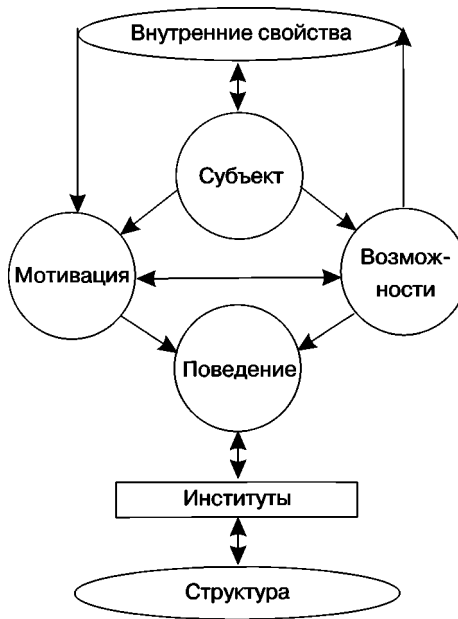 Внутренние свойства
Субъект
Мотивация
Возмож-
ности
Поведение
Институты
Структура